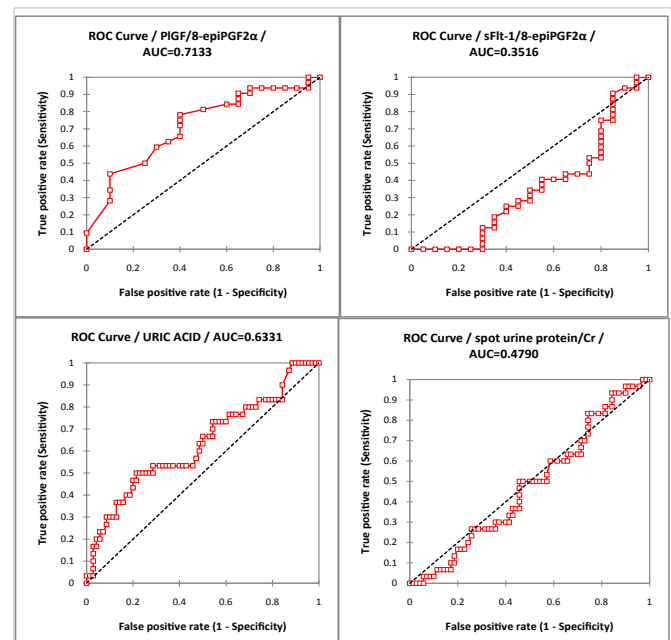 ROC Curve / PlGF/8-epiPGF2α /
AUC=0.7133
True positive rate (Sensitivity)
1
0.9
0.8
0.7
0.6
0.5
0.4
0.3
0.2
0.1
0
0 0.2 0.4 0.6 0.8 1
False positive rate (1 - Specificity)
ROC Curve / sFlt-1/8-epiPGF2α /
AUC=0.3516
True positive rate (Sensitivity)
1
0.9
0.8
0.7
0.6
0.5
0.4
0.3
0.2
0.1
0
0 0.2 0.4 0.6 0.8 1
False positive rate (1 - Specificity)
ROC Curve / URIC ACID / AUC=0.6331
True positive rate (Sensitivity)
1
0.9
0.8
0.7
0.6
0.5
0.4
0.3
0.2
0.1
0
0 0.2 0.4 0.6 0.8 1
False positive rate (1 - Specificity)
ROC Curve / spot urine protein/Cr /
AUC=0.4790
True positive rate (Sensitivity)
1
0.9
0.8
0.7
0.6
0.5
0.4
0.3
0.2
0.1
0
0 0.2 0.4 0.6 0.8 1
False positive rate (1 - Specificity)